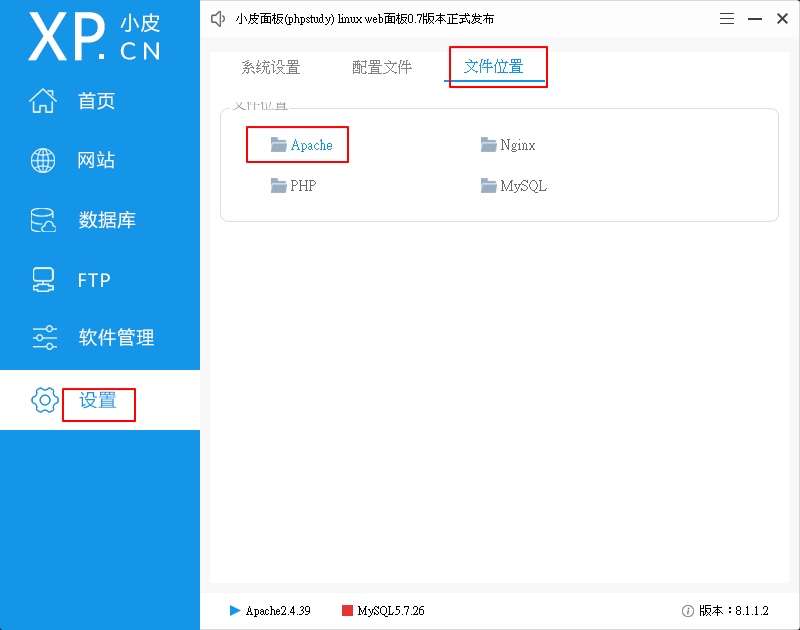 XP.CN 小皮
小皮面板(phpstudy) linux web面板0.7版本正式发布
首页
网站
数据库
FTP
软件管理
设置
系统设置 配置文件 文件位置
文件位置
Apache Nginx
PHP MySQL
Apache2.4.39 MySQL5.7.26 版本：8.1.1.2